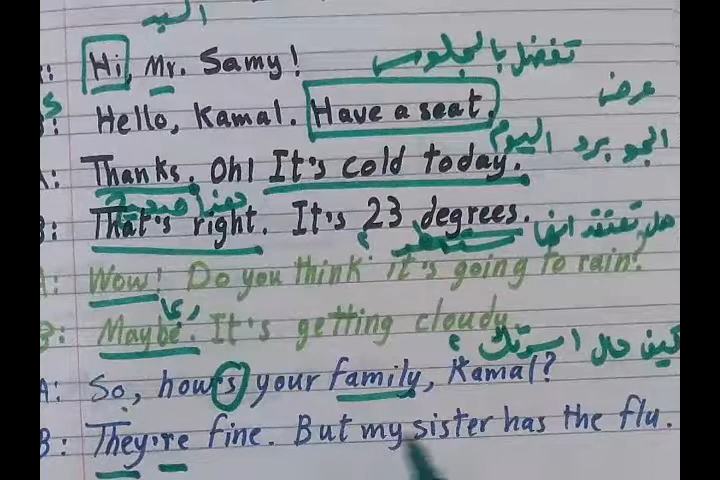 السيد
A: Hi, Mr. Samy! تفضل بالجلوس
B: Hello, Kamal. Have a seat. عرض
الجو برد اليوم
A: Thanks. Oh! It's cold today.
B: That's right. It's 23 degrees. هل تعتقد انها ستمطر ؟
A: Wow! Do you think it's going to rain?
B: Maybe. It's getting cloudy.
كيف حال اسرتك ؟
A: So, how's your family, Kamal?
B: They're fine. But my sister has the flu.